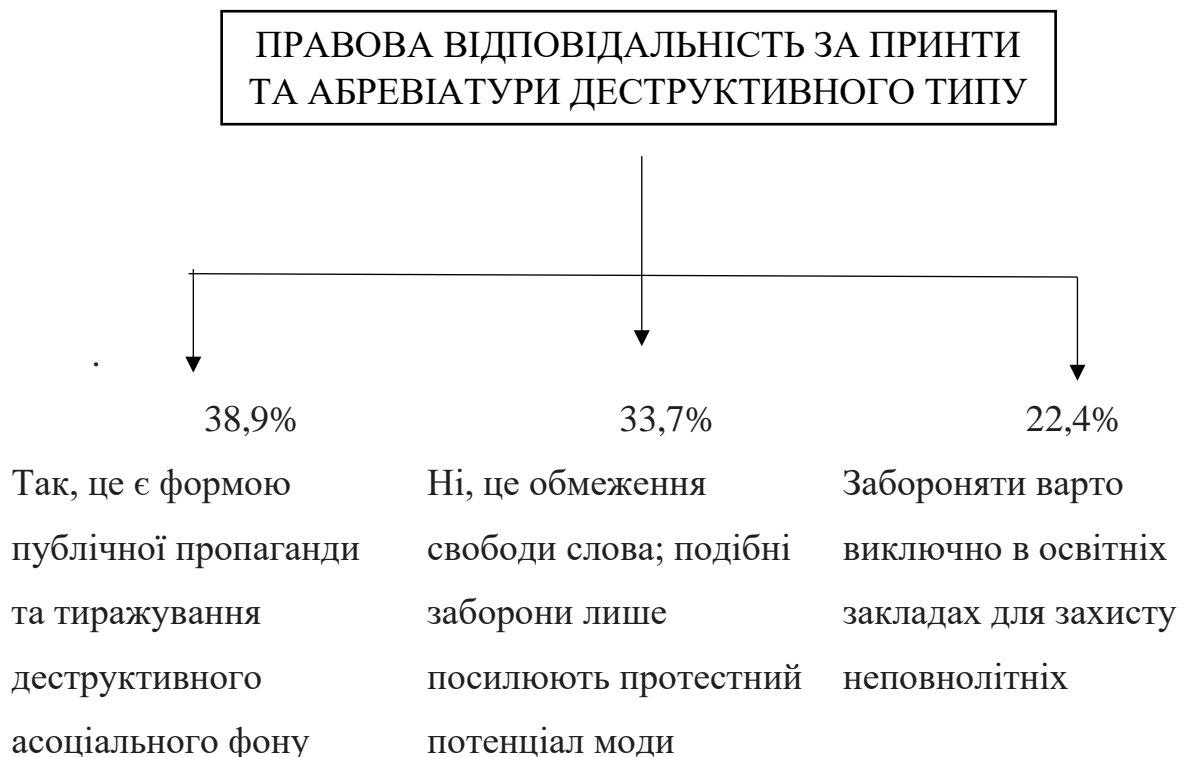 ПРАВОВА ВІДПОВІДАЛЬНІСТЬ ЗА ПРИНТИ
ТА АБРЕВІАТУРИ ДЕСТРУКТИВНОГО ТИПУ
.
38,9%
Так, це є формою
публічної пропаганди
та тиражування
деструктивного
асоціального фону
33,7%
Ні, це обмеження
свободи слова; подібні
заборони лише
посилюють протестний
потенціал моди
22,4%
Забороняти варто
виключно в освітніх
закладах для захисту
неповнолітніх